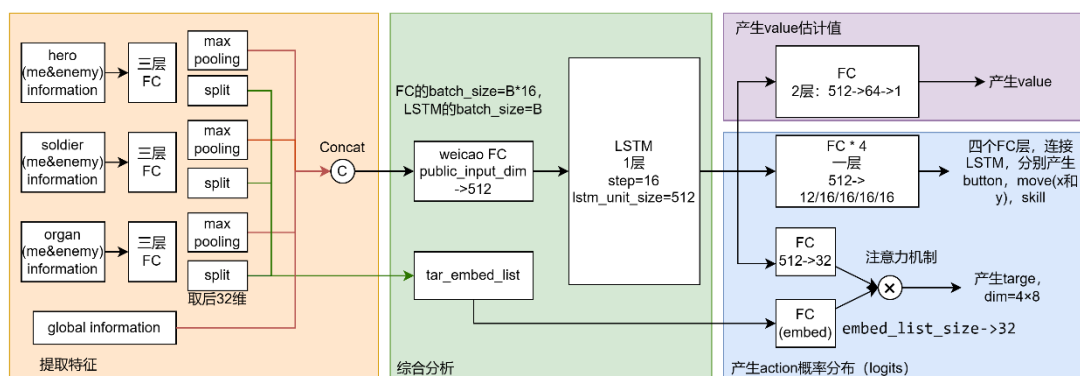 hero
(me&enemy)
information
三层
FC
max
pooling
split
soldier
(me&enemy)
information
三层
FC
max
pooling
split
organ
(me&enemy)
information
三层
FC
max
pooling
split
取后32维
global information
提取特征
Concat
C
FC的batch_size=B*16,
LSTM的batch_size=B
weicao FC
public_input_dim
->512
tar_embed_list
LSTM
1层
step=16
lstm_unit_size=512
综合分析
产生value估计值
FC
2层：512->64->1
产生value
FC * 4
一层
512->
12/16/16/16/16
四个FC层，连接
LSTM，分别产生
button，move(x和
y)，skill
FC
512->32
注意力机制
FC
(embed)
产生targe,
dim=4×8
embed_list_size->32
产生action概率分布（logits）